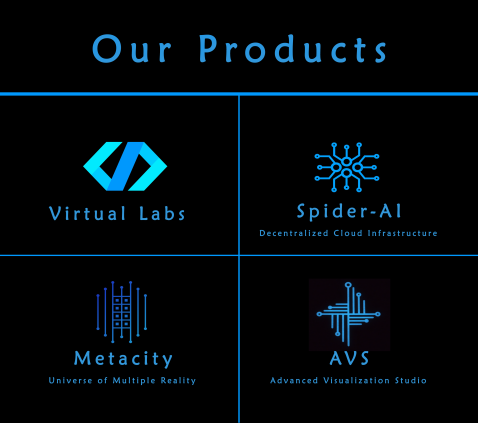 Our Products
Virtual Labs
Spider-AI
Decentralized Cloud Infrastructure
Metacity
Universe of Multiple Reality
AVS
Advanced Visualization Studio